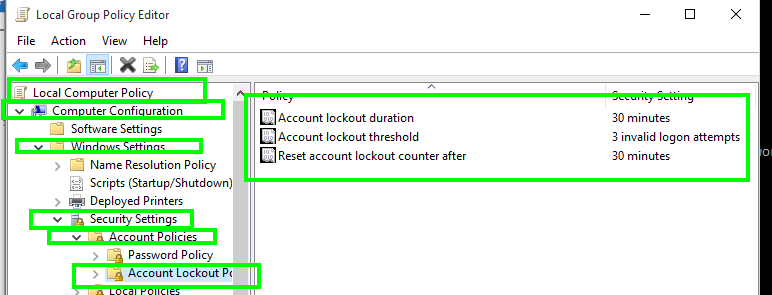 Local Group Policy Editor
File Action View Help
Local Computer Policy
Computer Configuration
Software Settings
Windows Settings
Name Resolution Policy
Scripts (Startup/Shutdown)
Deployed Printers
Security Settings
Account Policies
Password Policy
Account Lockout Po
Local Policies
Policy Security Setting
Account lockout duration 30 minutes
Account lockout threshold 3 invalid logon attempts
Reset account lockout counter after 30 minutes